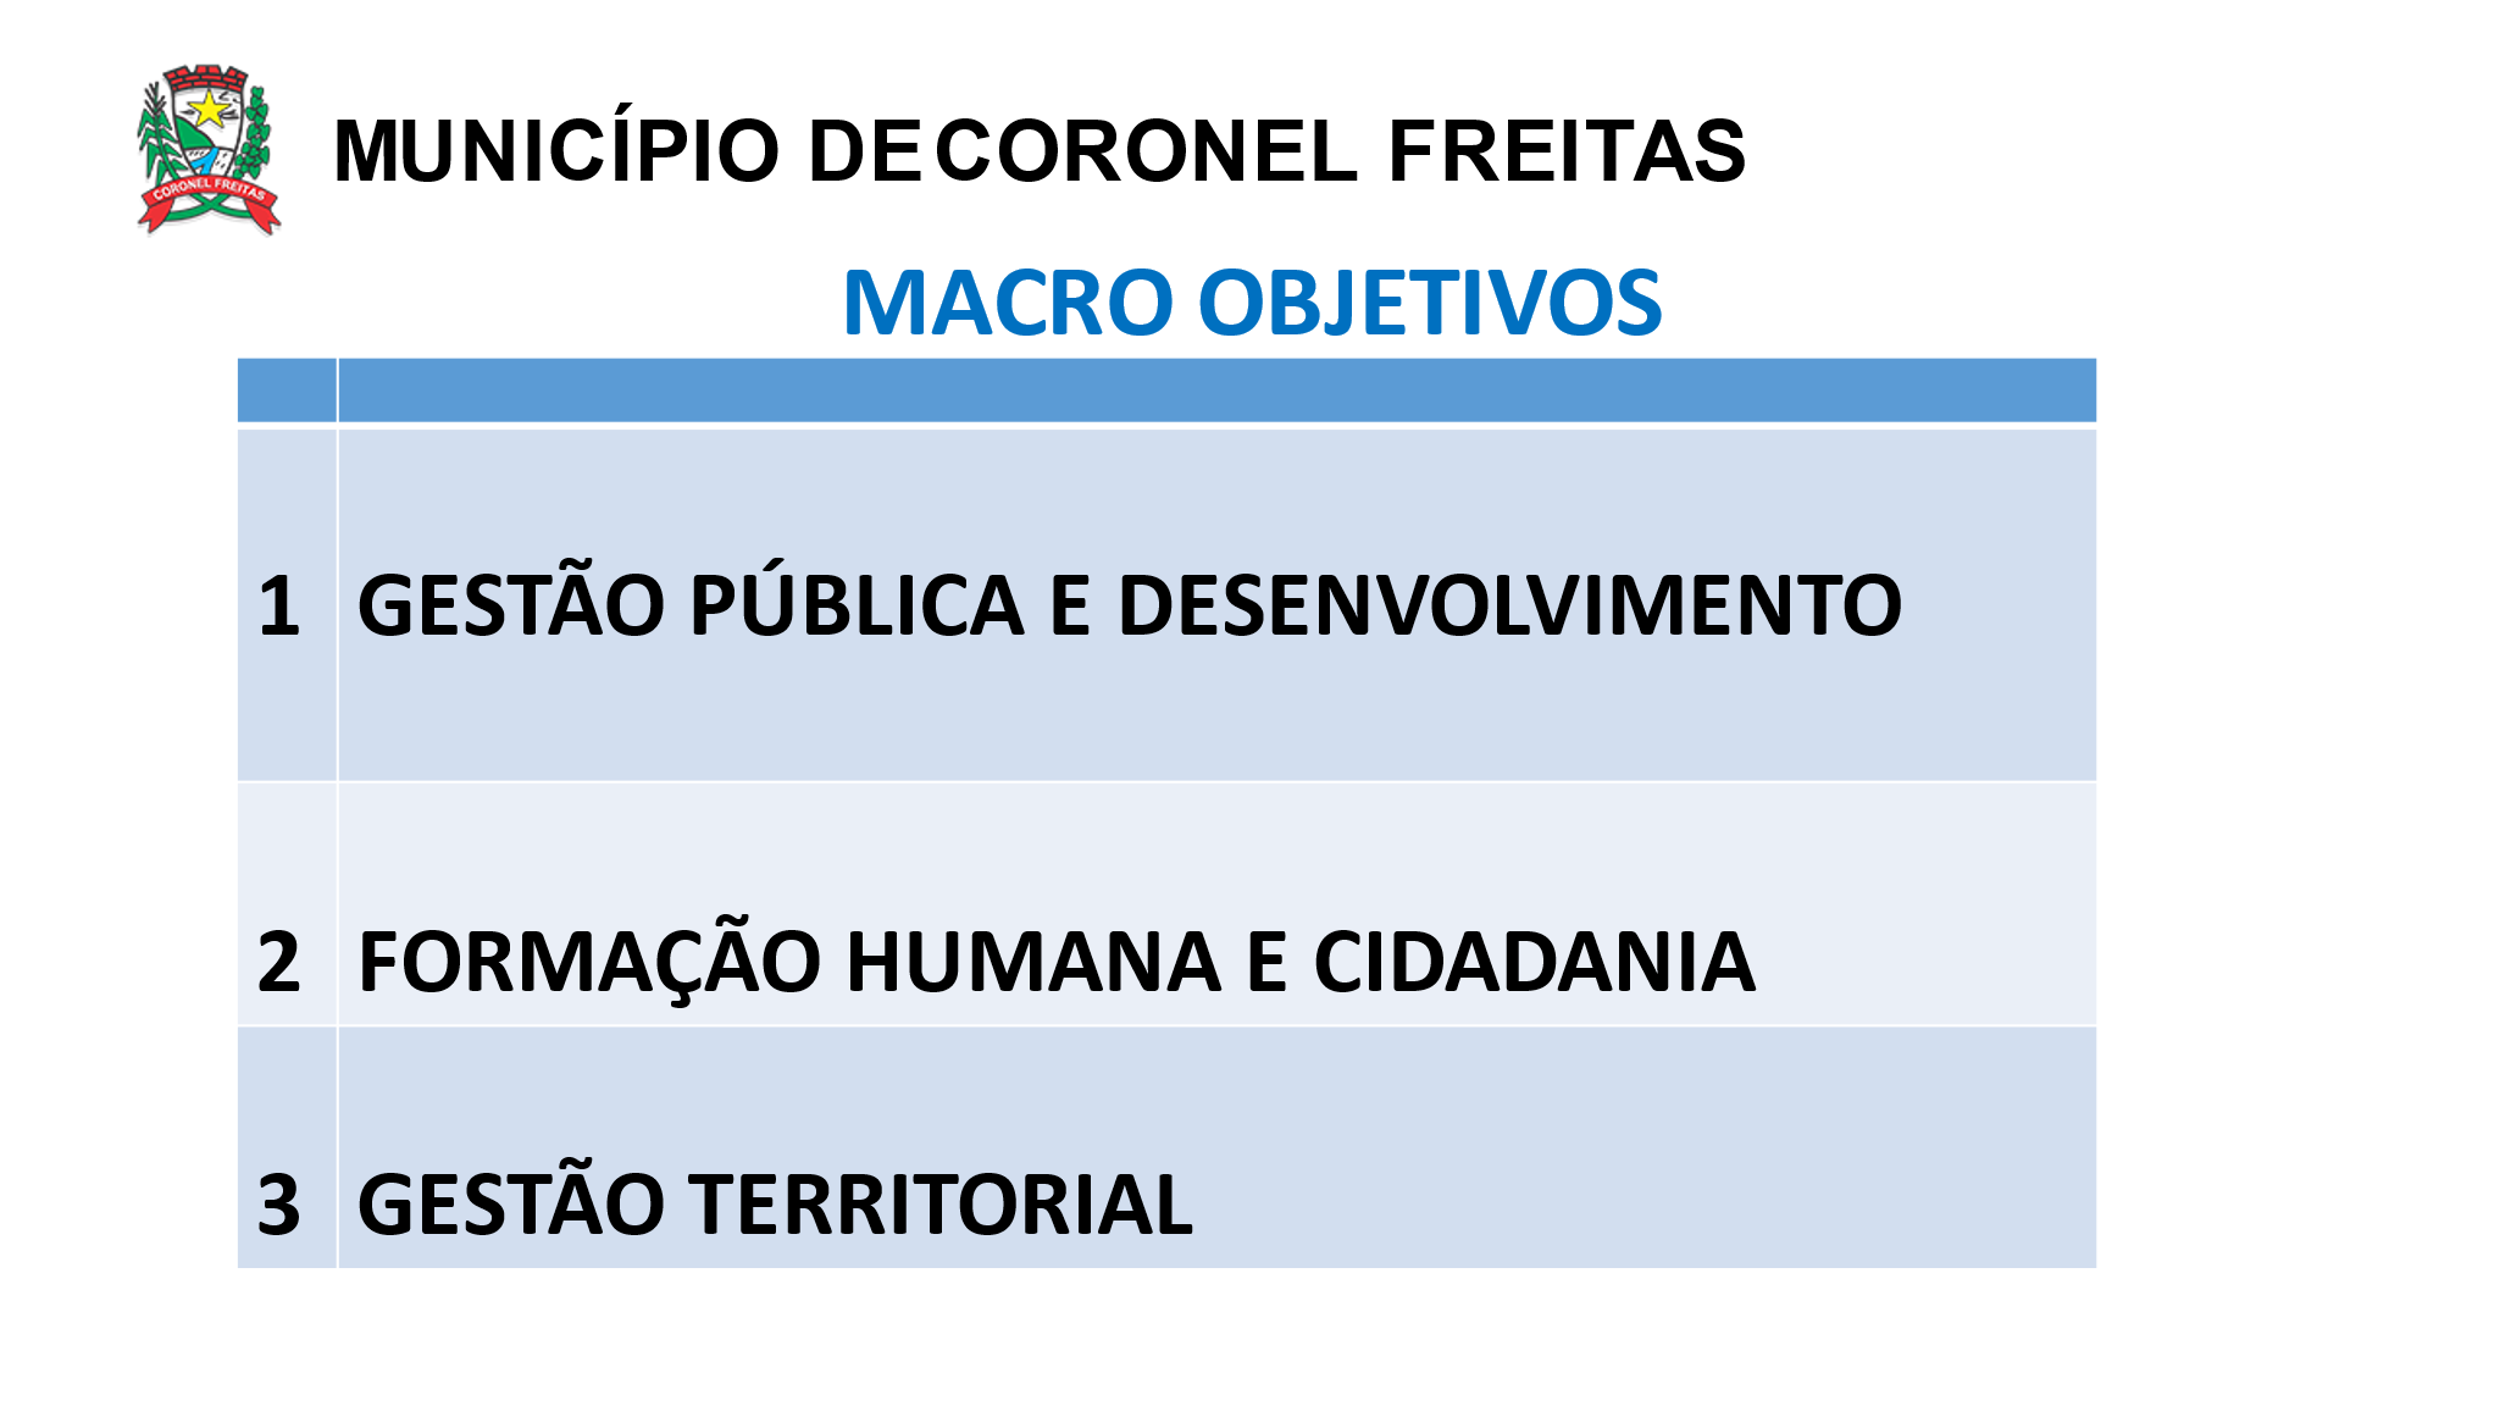 CORONEL FREITAS
MUNICÍPIO DE CORONEL FREITAS
MACRO OBJETIVOS
1 GESTÃO PÚBLICA E DESENVOLVIMENTO
2 FORMAÇÃO HUMANA E CIDADANIA
3 GESTÃO TERRITORIAL